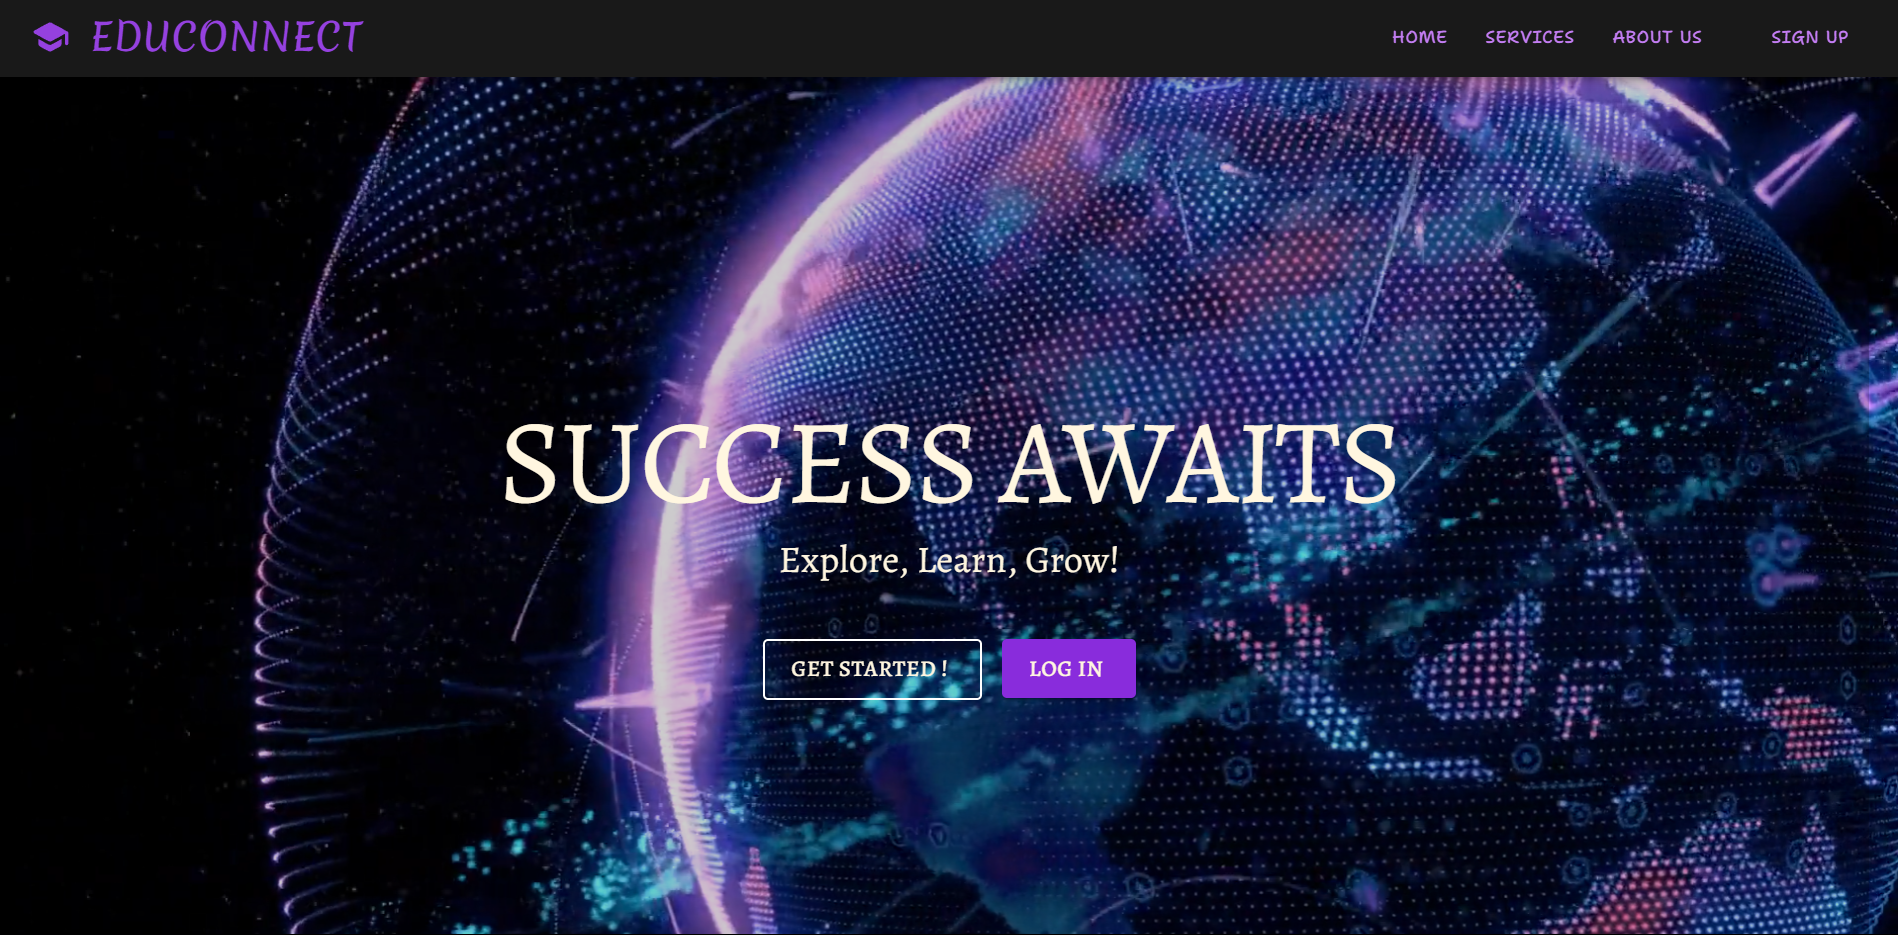 EDUCONNECT
HOME SERVICES ABOUT US SIGN UP
SUCCESS AWAITS
Explore, Learn, Grow!
GET STARTED ! LOG IN